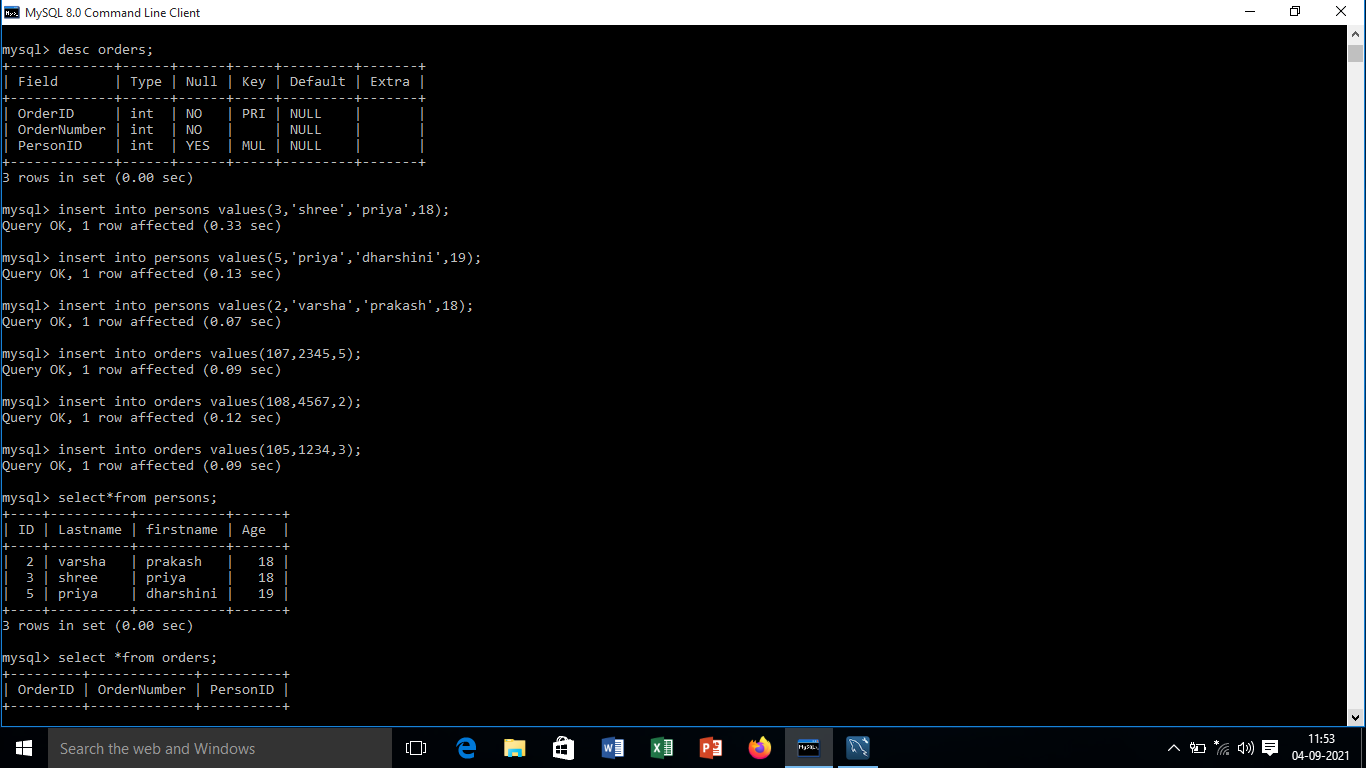 MySQL 8.0 Command Line Client
mysql> desc orders;
+-------------+------+------+-----+---------+-------+
| Field       | Type | Null | Key | Default | Extra |
+-------------+------+------+-----+---------+-------+
| OrderID     | int  | NO   | PRI | NULL    |       |
| OrderNumber | int  | NO   |     | NULL    |       |
| PersonID    | int  | YES  | MUL | NULL    |       |
+-------------+------+------+-----+---------+-------+
3 rows in set (0.00 sec)
mysql> insert into persons values(3,'shree','priya',18);
Query OK, 1 row affected (0.33 sec)
mysql> insert into persons values(5,'priya','dharshini',19);
Query OK, 1 row affected (0.13 sec)
mysql> insert into persons values(2,'varsha','prakash',18);
Query OK, 1 row affected (0.07 sec)
mysql> insert into orders values(107,2345,5);
Query OK, 1 row affected (0.09 sec)
mysql> insert into orders values(108,4567,2);
Query OK, 1 row affected (0.12 sec)
mysql> insert into orders values(105,1234,3);
Query OK, 1 row affected (0.09 sec)
mysql> select*from persons;
+----+----------+-----------+------+
| ID | Lastname | firstname | Age  |
+----+----------+-----------+------+
|  2 | varsha   | prakash   |   18 |
|  3 | shree    | priya     |   18 |
|  5 | priya    | dharshini |   19 |
+----+----------+-----------+------+
3 rows in set (0.00 sec)
mysql> select *from orders;
+---------+-------------+----------+
| OrderID | OrderNumber | PersonID |
+---------+-------------+----------+
Search the web and Windows
11:53
04-09-2021